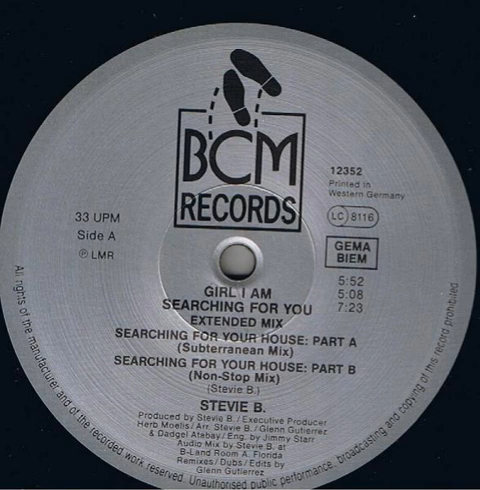 BCM
RECORDS
12352
Printed in
Western Germany
LC 8116
33 UPM
Side A
Ⓟ LMR
GEMA
BIEM
5:52
5:08
7:23
GIRL I AM
SEARCHING FOR YOU
EXTENDED MIX
SEARCHING FOR YOUR HOUSE: PART A
(Subterranean Mix)
SEARCHING FOR YOUR HOUSE: PART B
(Non-Stop Mix)
(Stevie B.)
STEVIE B.
Produced by Stevie B./Executive Producer
Herb Moelis/Arr. Stevie B./Glenn Gutierrez
& Dadgel Atebay/Eng. by Jimmy Starr
Audio Mix by Stevie B. at
B-Land Room A. Florida
Remixes/Dubs/Edits by
Glenn Gutierrez
All rights of the manufacturer and of the recorded work reserved. Unauthorised public performance, broadcasting and copying of this record prohibited